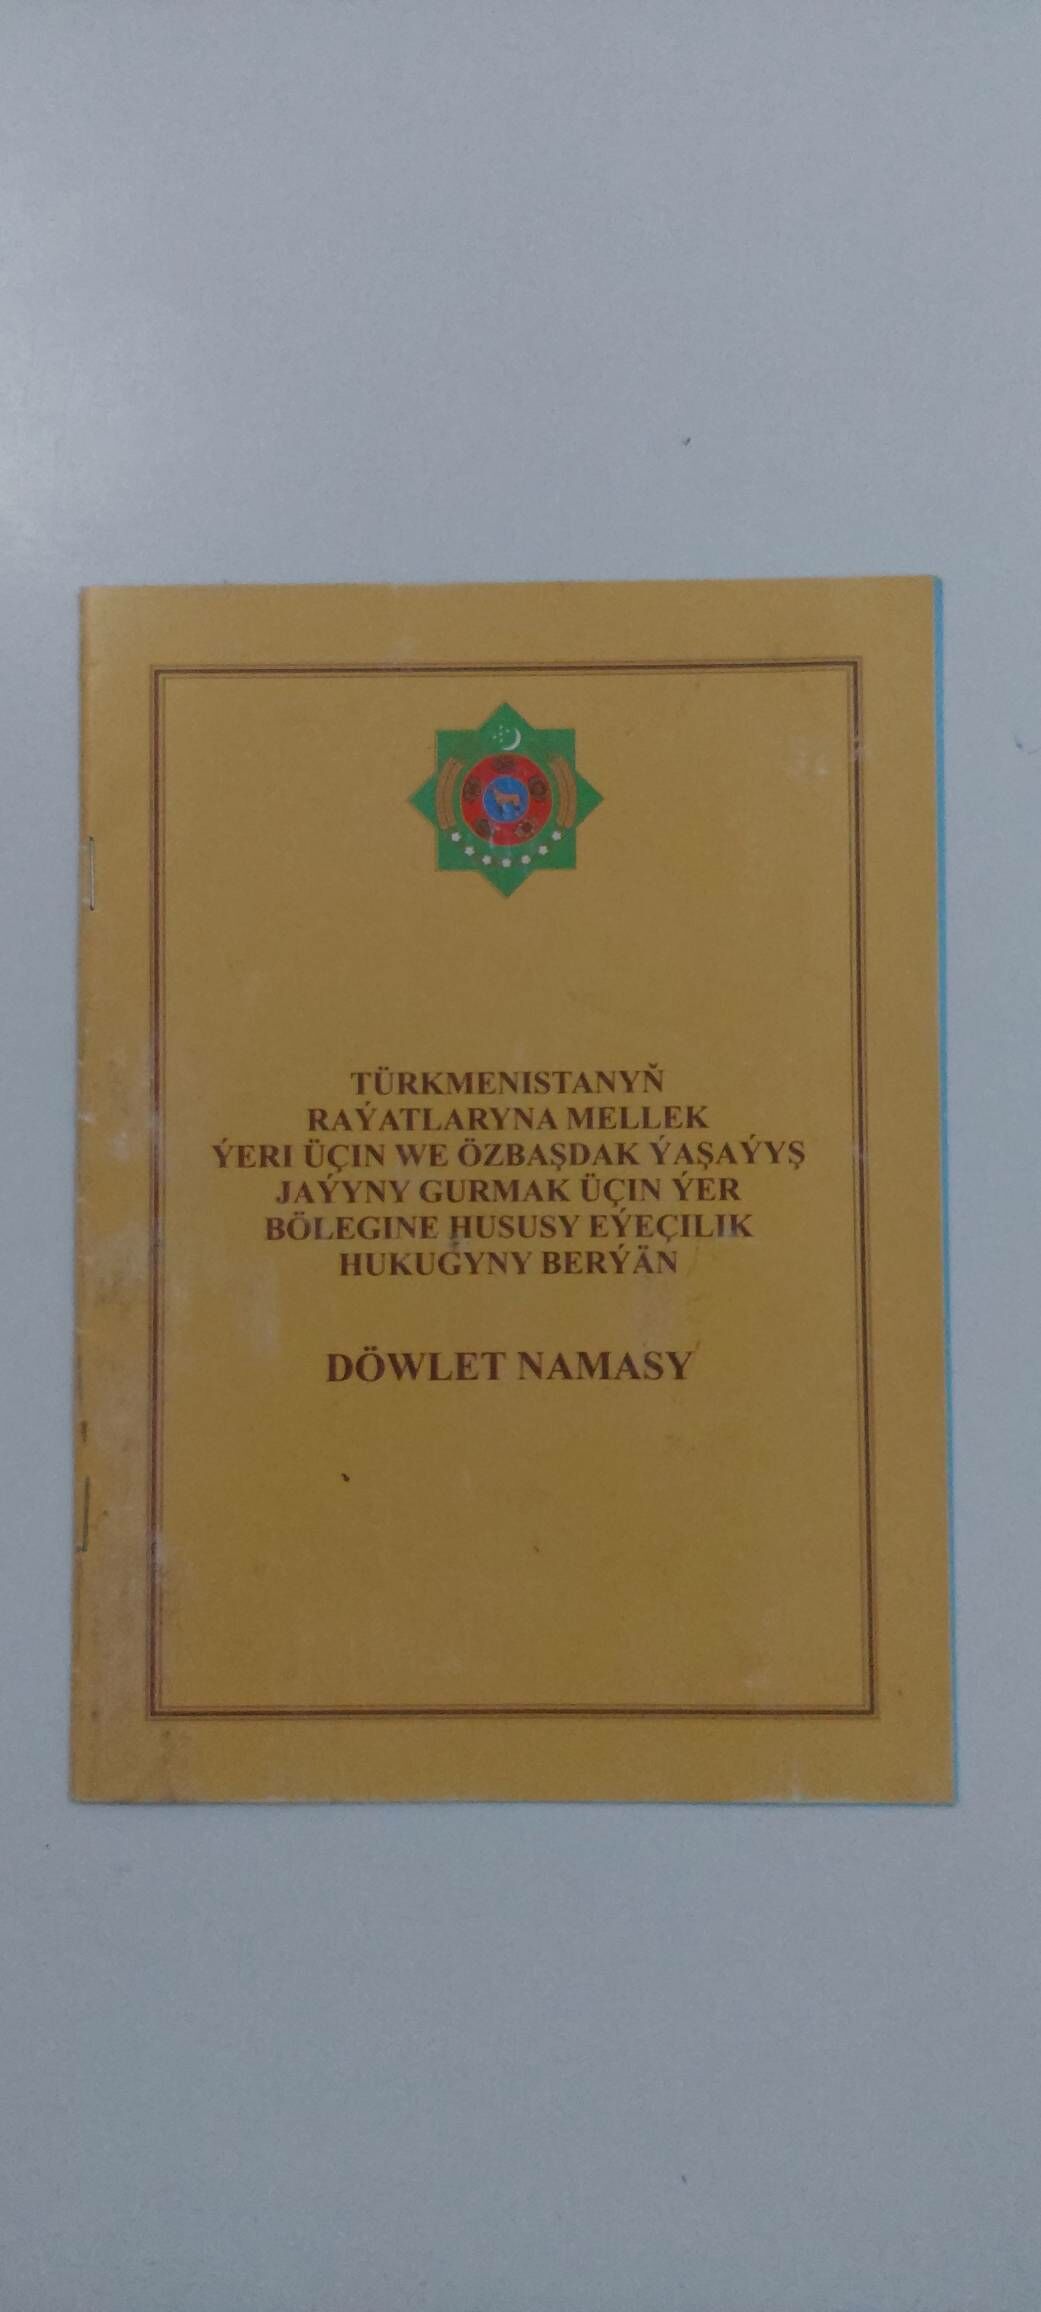 TÜRKMENISTANYŇ
RAÝATLARYNA MELLEK
ÝERI ÜÇIN WE ÖZBAŞDAK ÝAŞAÝYŞ
JAÝYNY GURMAK ÜÇIN ÝER
BÖLEGINE HUSUSY EÝEÇILIK
HUKUGYNY BERÝÄN
DÖWLET NAMASY